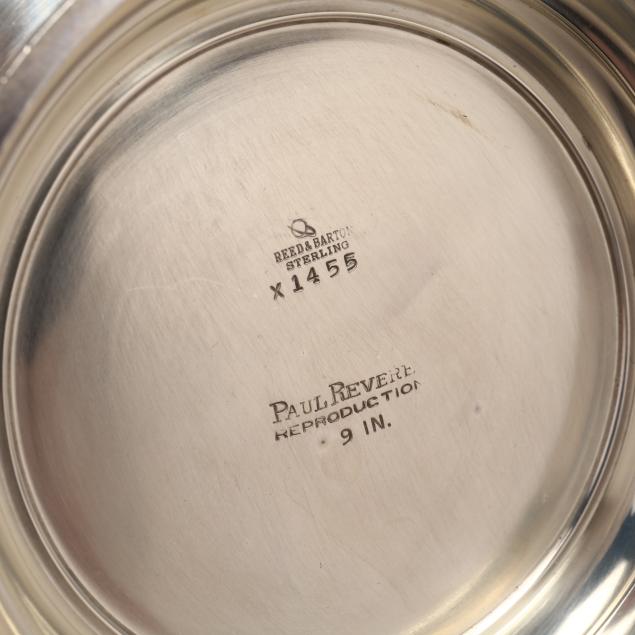 REED & BARTON
STERLING
X1455
PAUL REVERE
REPRODUCTION
9 IN.